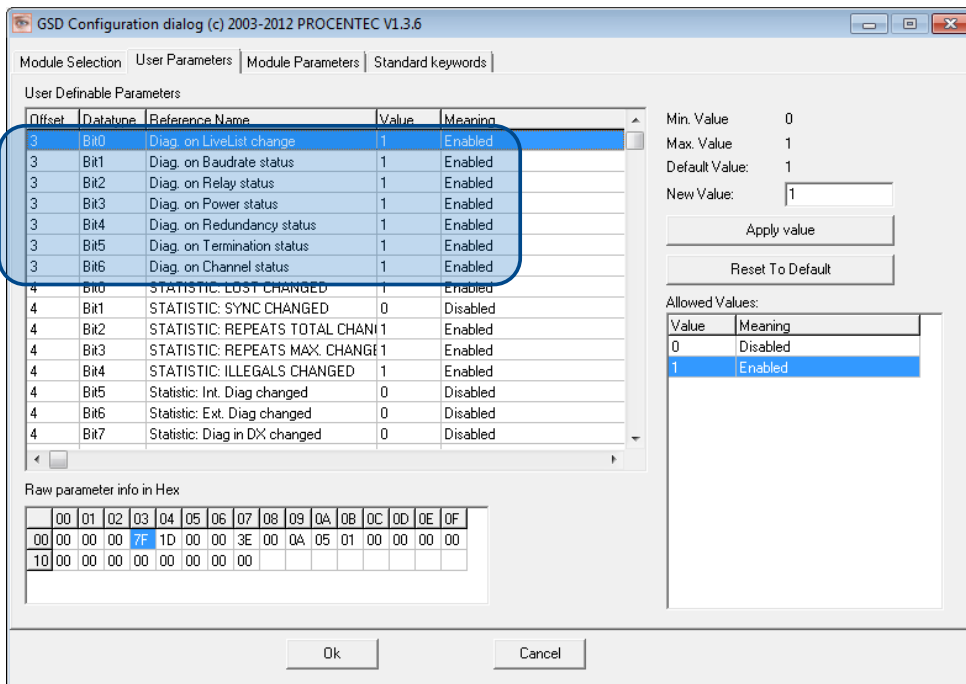 GSD Configuration dialog (c) 2003-2012 PROCENTEC V1.3.6
Module Selection User Parameters Module Parameters Standard keywords
User Definable Parameters
Offset Datatype Reference Name Value Meaning
3 Bit0 Diag. on LiveList change 1 Enabled
3 Bit1 Diag. on Baudrate status 1 Enabled
3 Bit2 Diag. on Relay status 1 Enabled
3 Bit3 Diag. on Power status 1 Enabled
3 Bit4 Diag. on Redundancy status 1 Enabled
3 Bit5 Diag. on Termination status 1 Enabled
3 Bit6 Diag. on Channel status 1 Enabled
4 Bit0 STATISTIC: LOST CHANGED 1 Enabled
4 Bit1 STATISTIC: SYNC CHANGED 0 Disabled
4 Bit2 STATISTIC: REPEATS TOTAL CHAN 1 Enabled
4 Bit3 STATISTIC: REPEATS MAX. CHANGE 1 Enabled
4 Bit4 STATISTIC: ILLEGALS CHANGED 1 Enabled
4 Bit5 Statistic: Int. Diag changed 0 Disabled
4 Bit6 Statistic: Ext. Diag changed 0 Disabled
4 Bit7 Statistic: Diag in DX changed 0 Disabled
Min. Value 0
Max. Value 1
Default Value: 1
New Value: 1
Apply value
Reset To Default
Allowed Values:
Value Meaning
0 Disabled
1 Enabled
Raw parameter info in Hex
00 01 02 03 04 05 06 07 08 09 0A 0B 0C 0D 0E 0F
00 00 00 00 7F 1D 00 00 3E 00 0A 05 01 00 00 00 00
10 00 00 00 00 00 00 00 00
Ok Cancel